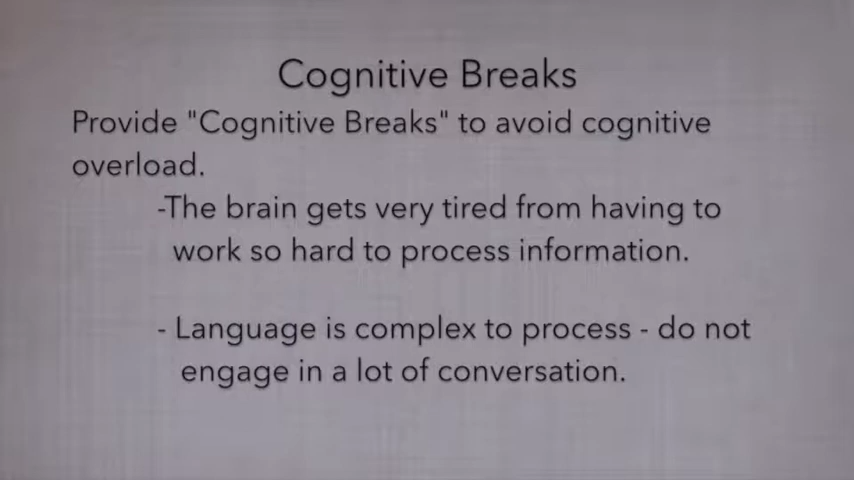 Cognitive Breaks
Provide "Cognitive Breaks" to avoid cognitive
overload.
-The brain gets very tired from having to
work so hard to process information.
- Language is complex to process - do not
engage in a lot of conversation.